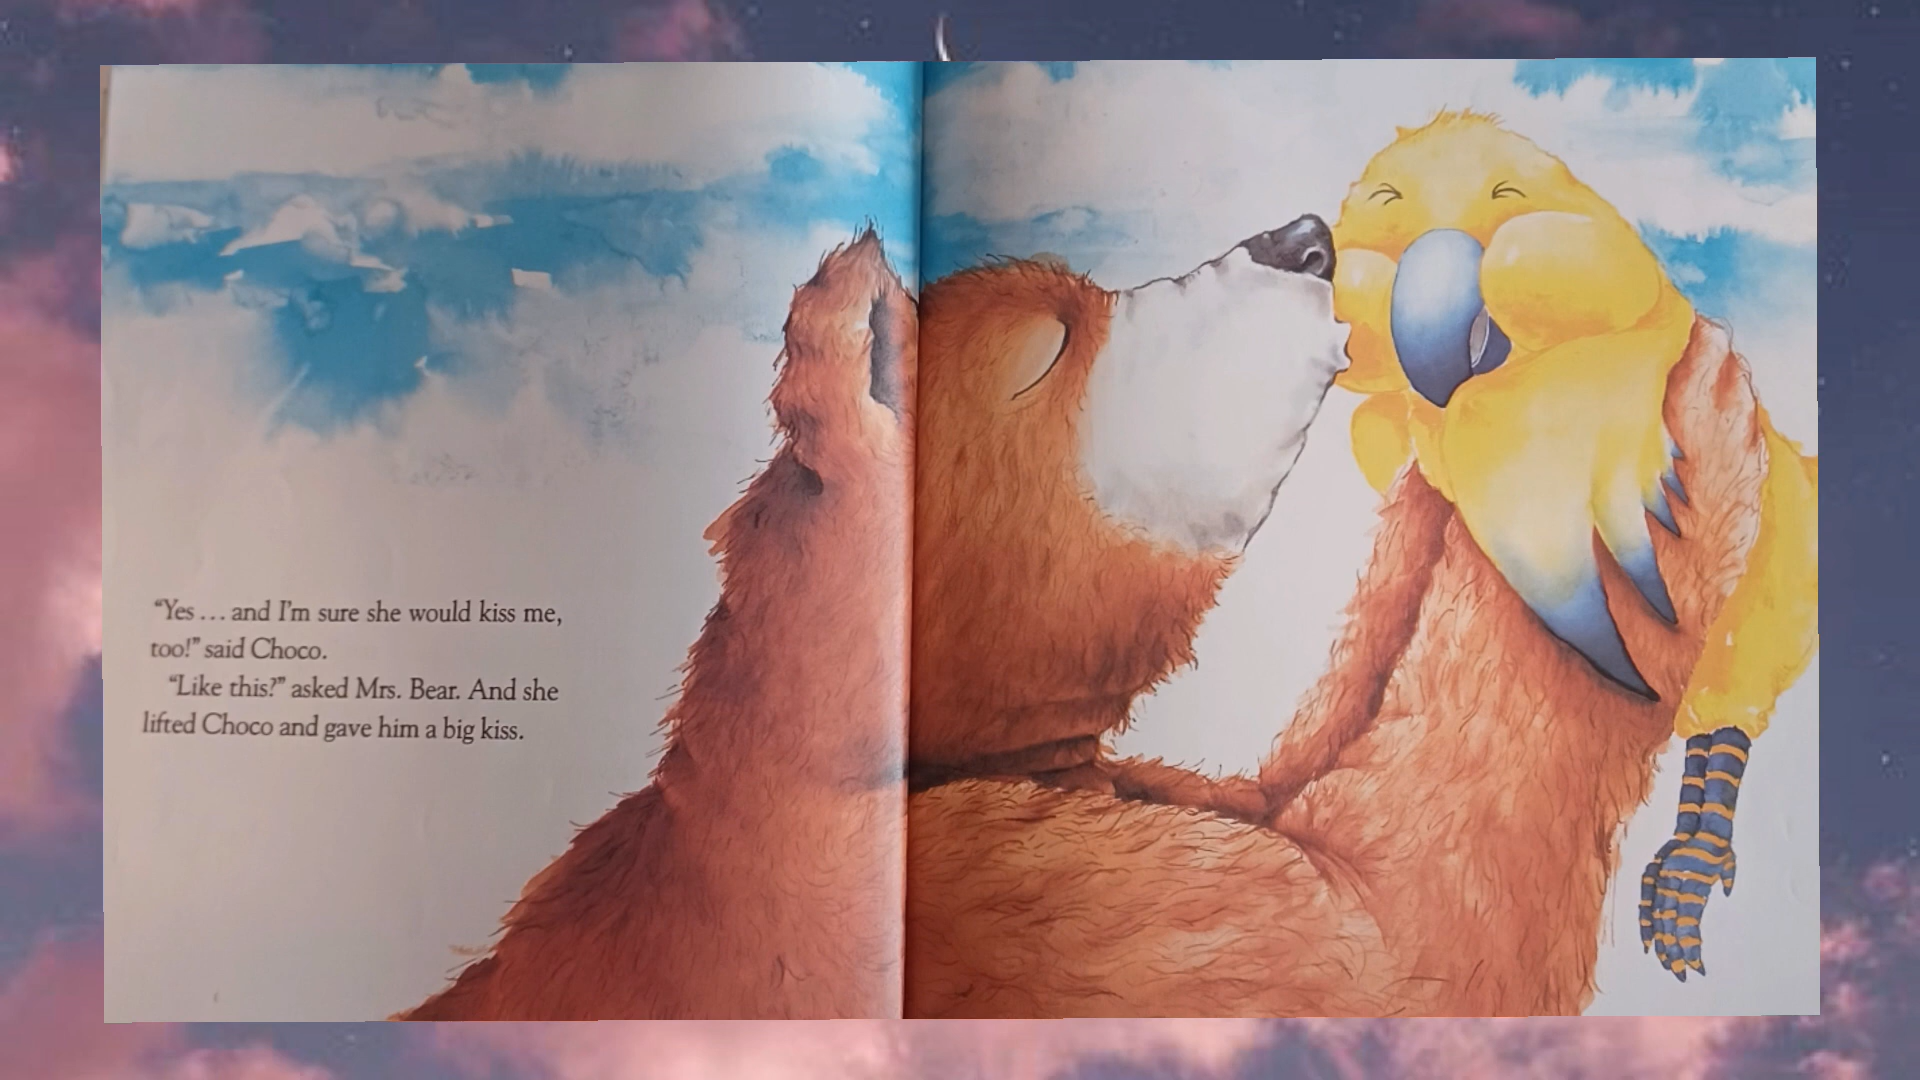 “Yes . . . and I’m sure she would kiss me,
too!” said Choco.
“Like this?” asked Mrs. Bear. And she
lifted Choco and gave him a big kiss.